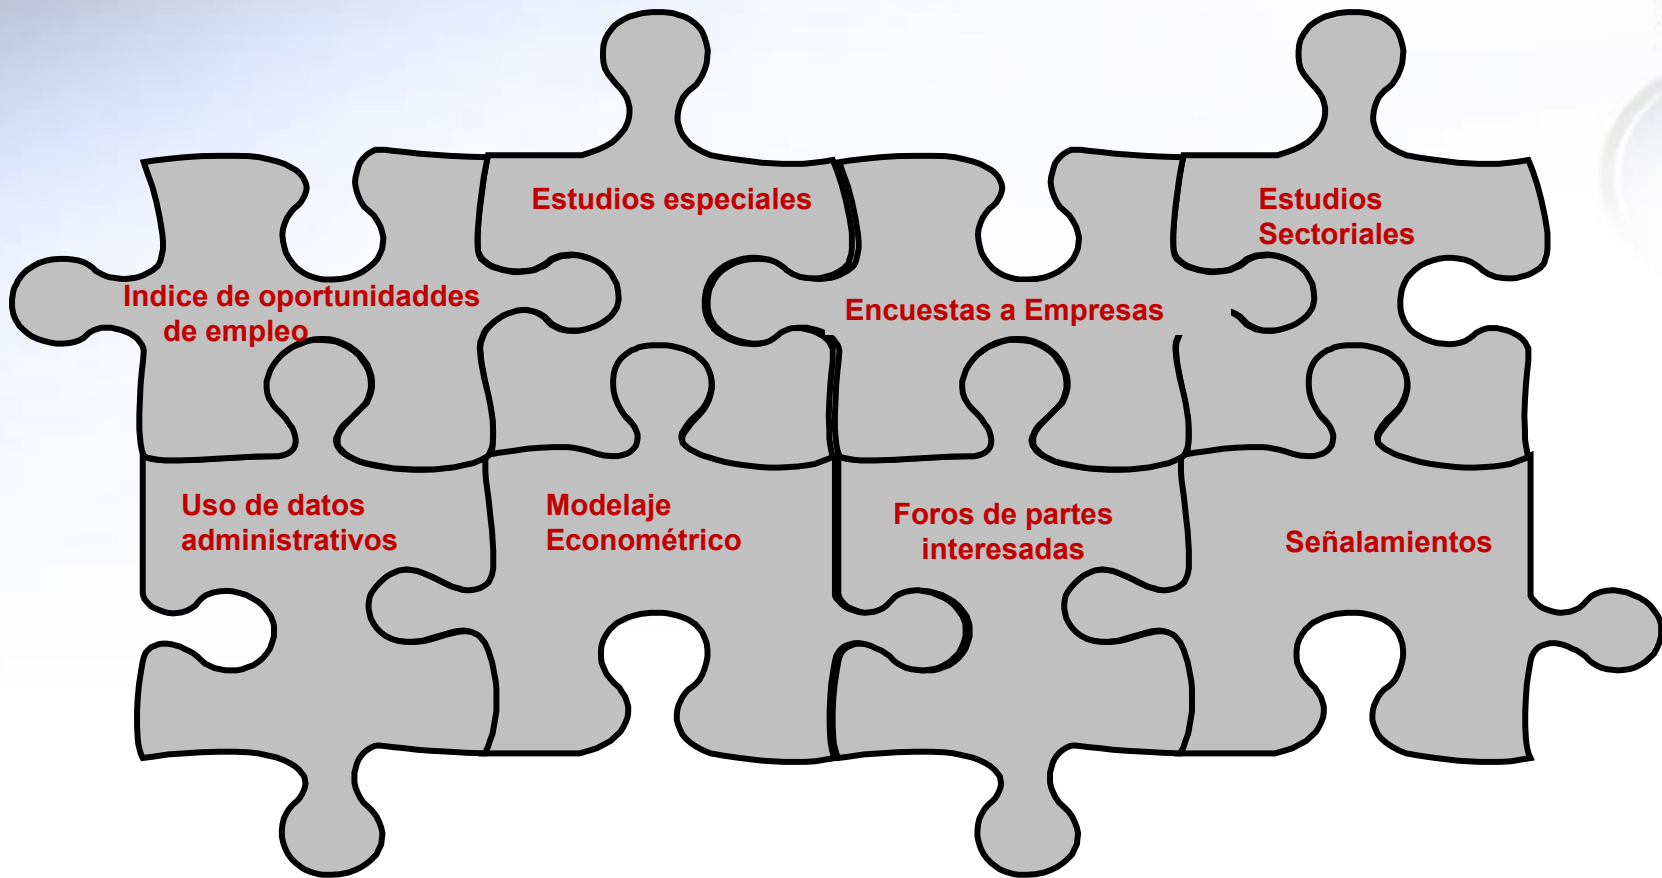 Estudios especiales
Estudios
Sectoriales
Indice de oportunidaddes
de empleo
Encuestas a Empresas
Uso de datos
administrativos
Modelaje
Econométrico
Foros de partes
interesadas
Señalamientos